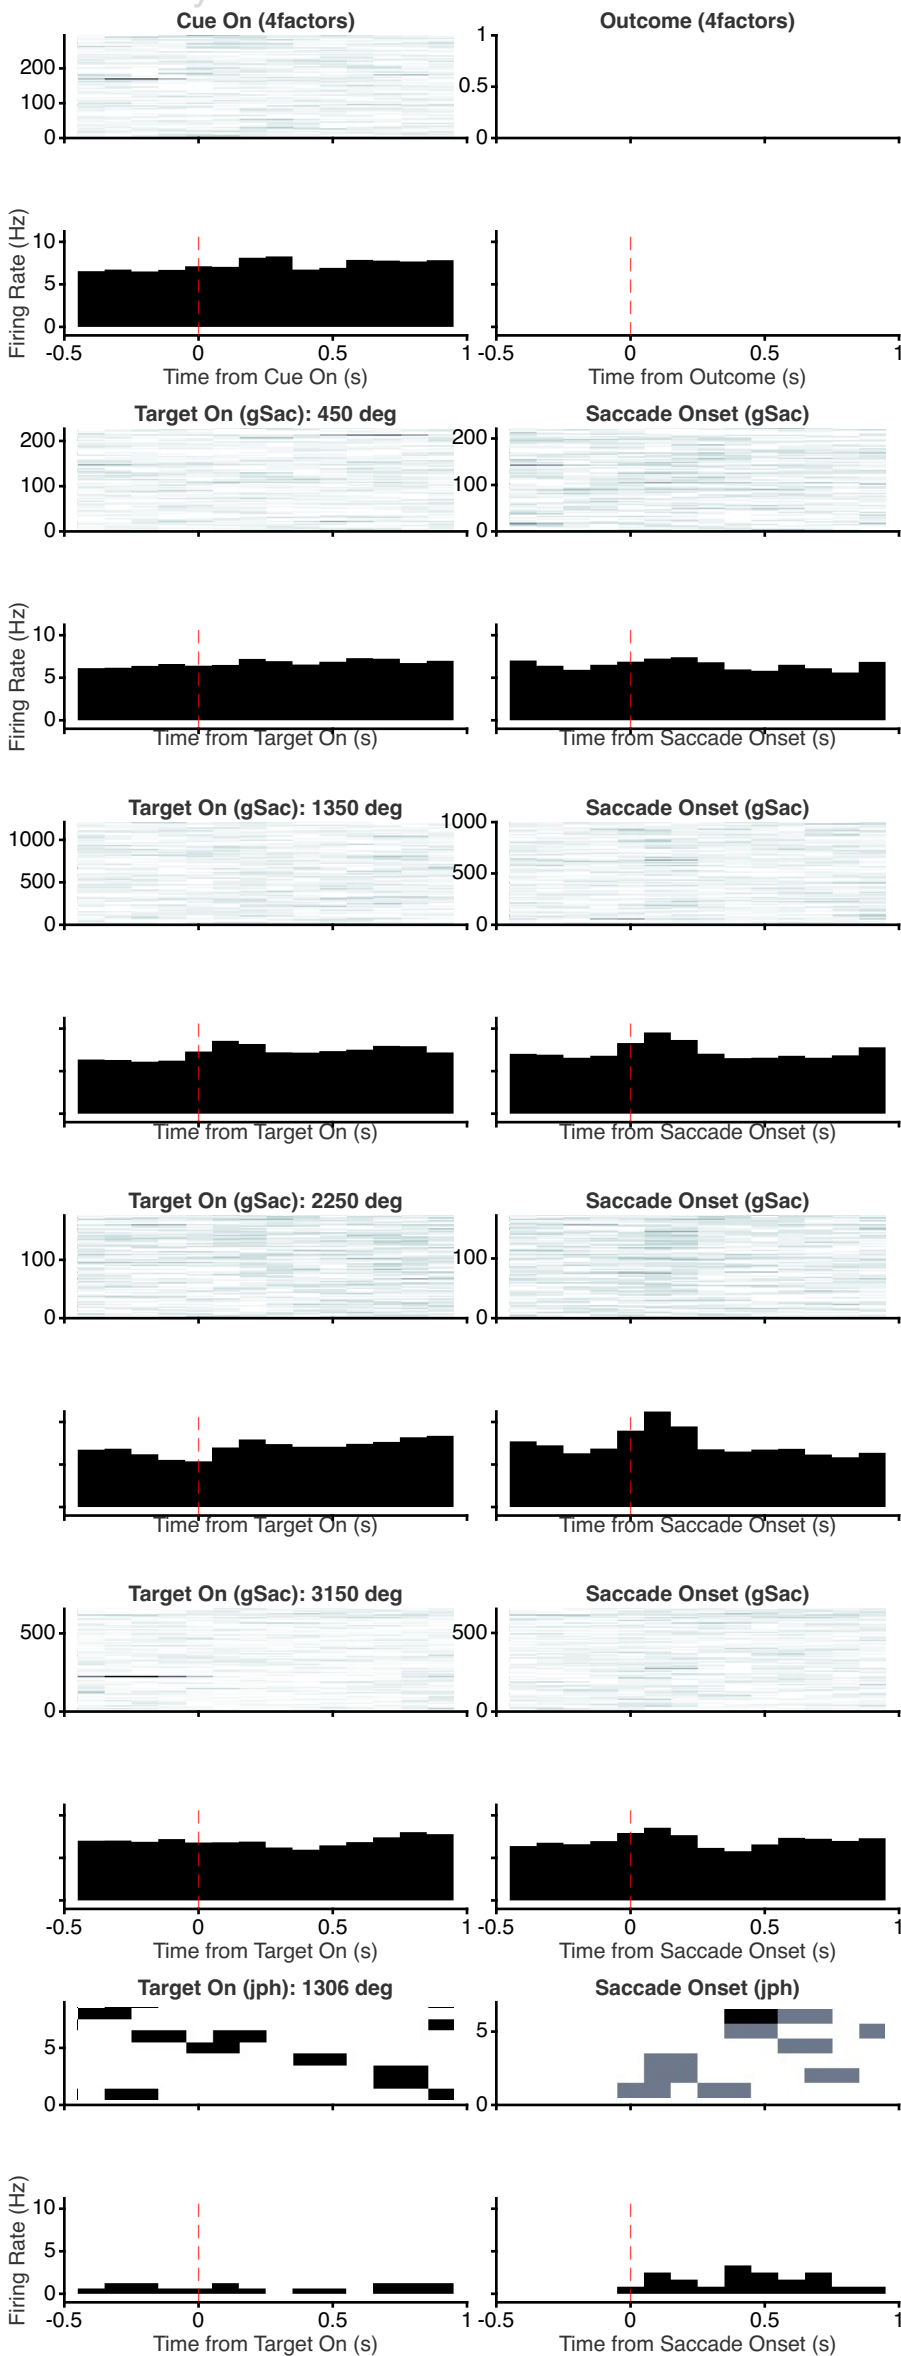 Cue On (4factors) Outcome (4factors)
200 1
100 0.5
0 0
Firing Rate (Hz)
10
5
0
-0.5 0 0.5 1 -0.5 0 0.5 1
Time from Cue On (s) Time from Outcome (s)
Target On (gSac): 450 deg Saccade Onset (gSac)
200 200
100 100
0 0
Firing Rate (Hz)
10
5
0
Time from Target On (s) Time from Saccade Onset (s)
Target On (gSac): 1350 deg Saccade Onset (gSac)
1000 1000
500 500
0 0
Time from Target On (s) Time from Saccade Onset (s)
Target On (gSac): 2250 deg Saccade Onset (gSac)
100 100
0 0
Time from Target On (s) Time from Saccade Onset (s)
Target On (gSac): 3150 deg Saccade Onset (gSac)
500 500
0 0
-0.5 0 0.5 1 -0.5 0 0.5 1
Time from Target On (s) Time from Saccade Onset (s)
Target On (jph): 1306 deg Saccade Onset (jph)
5 5
0 0
Firing Rate (Hz)
10
5
0
-0.5 0 0.5 1 -0.5 0 0.5 1
Time from Target On (s) Time from Saccade Onset (s)